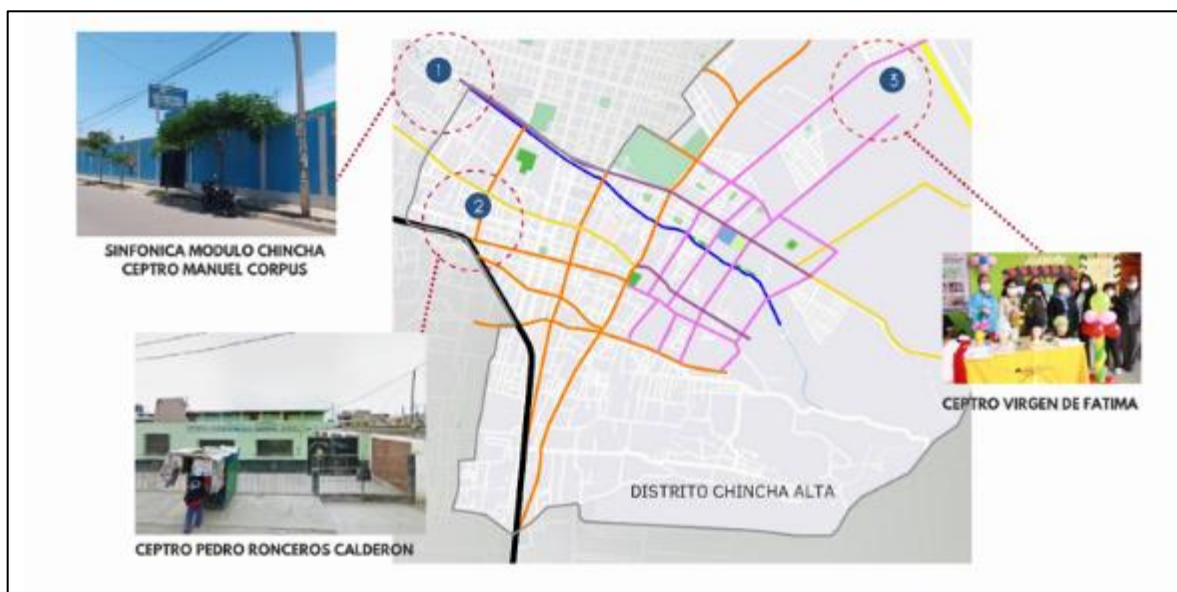 1
3
2
SINFONICA MODULO CHINCHA
CEPTRO MANUEL CORPUS
CEPTRO VIRGEN DE FATIMA
DISTRITO CHINCHA ALTA
CEPTRO PEDRO RONCEROS CALDERON